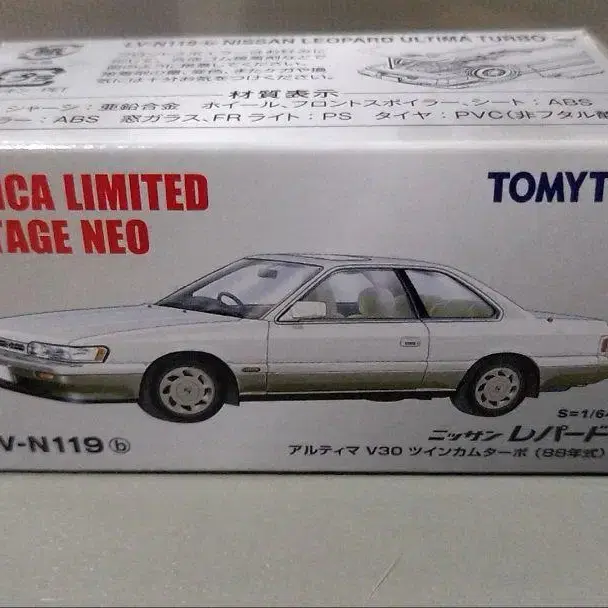 LV-N119 b NISSAN LEOPARD ULTIMA TURBO
材質表示
シャーシ:亜鉛合金 ホイール、フロントスポイラー、シート:ABS
ラー:ABS 窓ガラス、FRライト:PS タイヤ:PVC(非フタル酸
ICA LIMITED
TAGE NEO
TOMYT
S=1/64
V-N119 b
ニッサン レパード
アルティマ V30 ツインカムターボ (88年式)